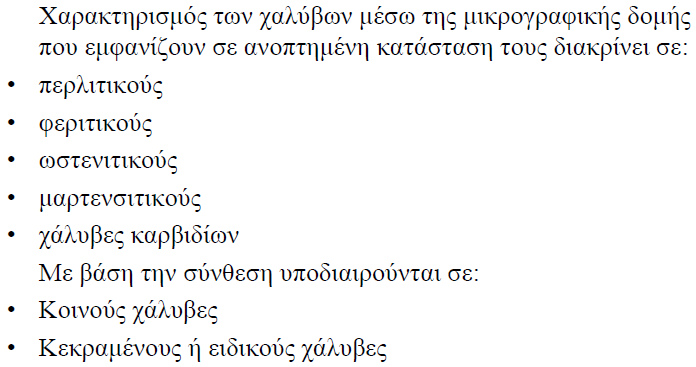 Χαρακτηρισμός των χαλύβων μέσω της μικρογραφικής δομής
που εμφανίζουν σε ανοπτημένη κατάσταση τους διακρίνει σε:
• περλιτικούς
• φεριτικούς
• ωστενιτικούς
• μαρτενσιτικούς
• χάλυβες καρβιδίων
Με βάση την σύνθεση υποδιαιρούνται σε:
• Κοινούς χάλυβες
• Κεκραμένους ή ειδικούς χάλυβες